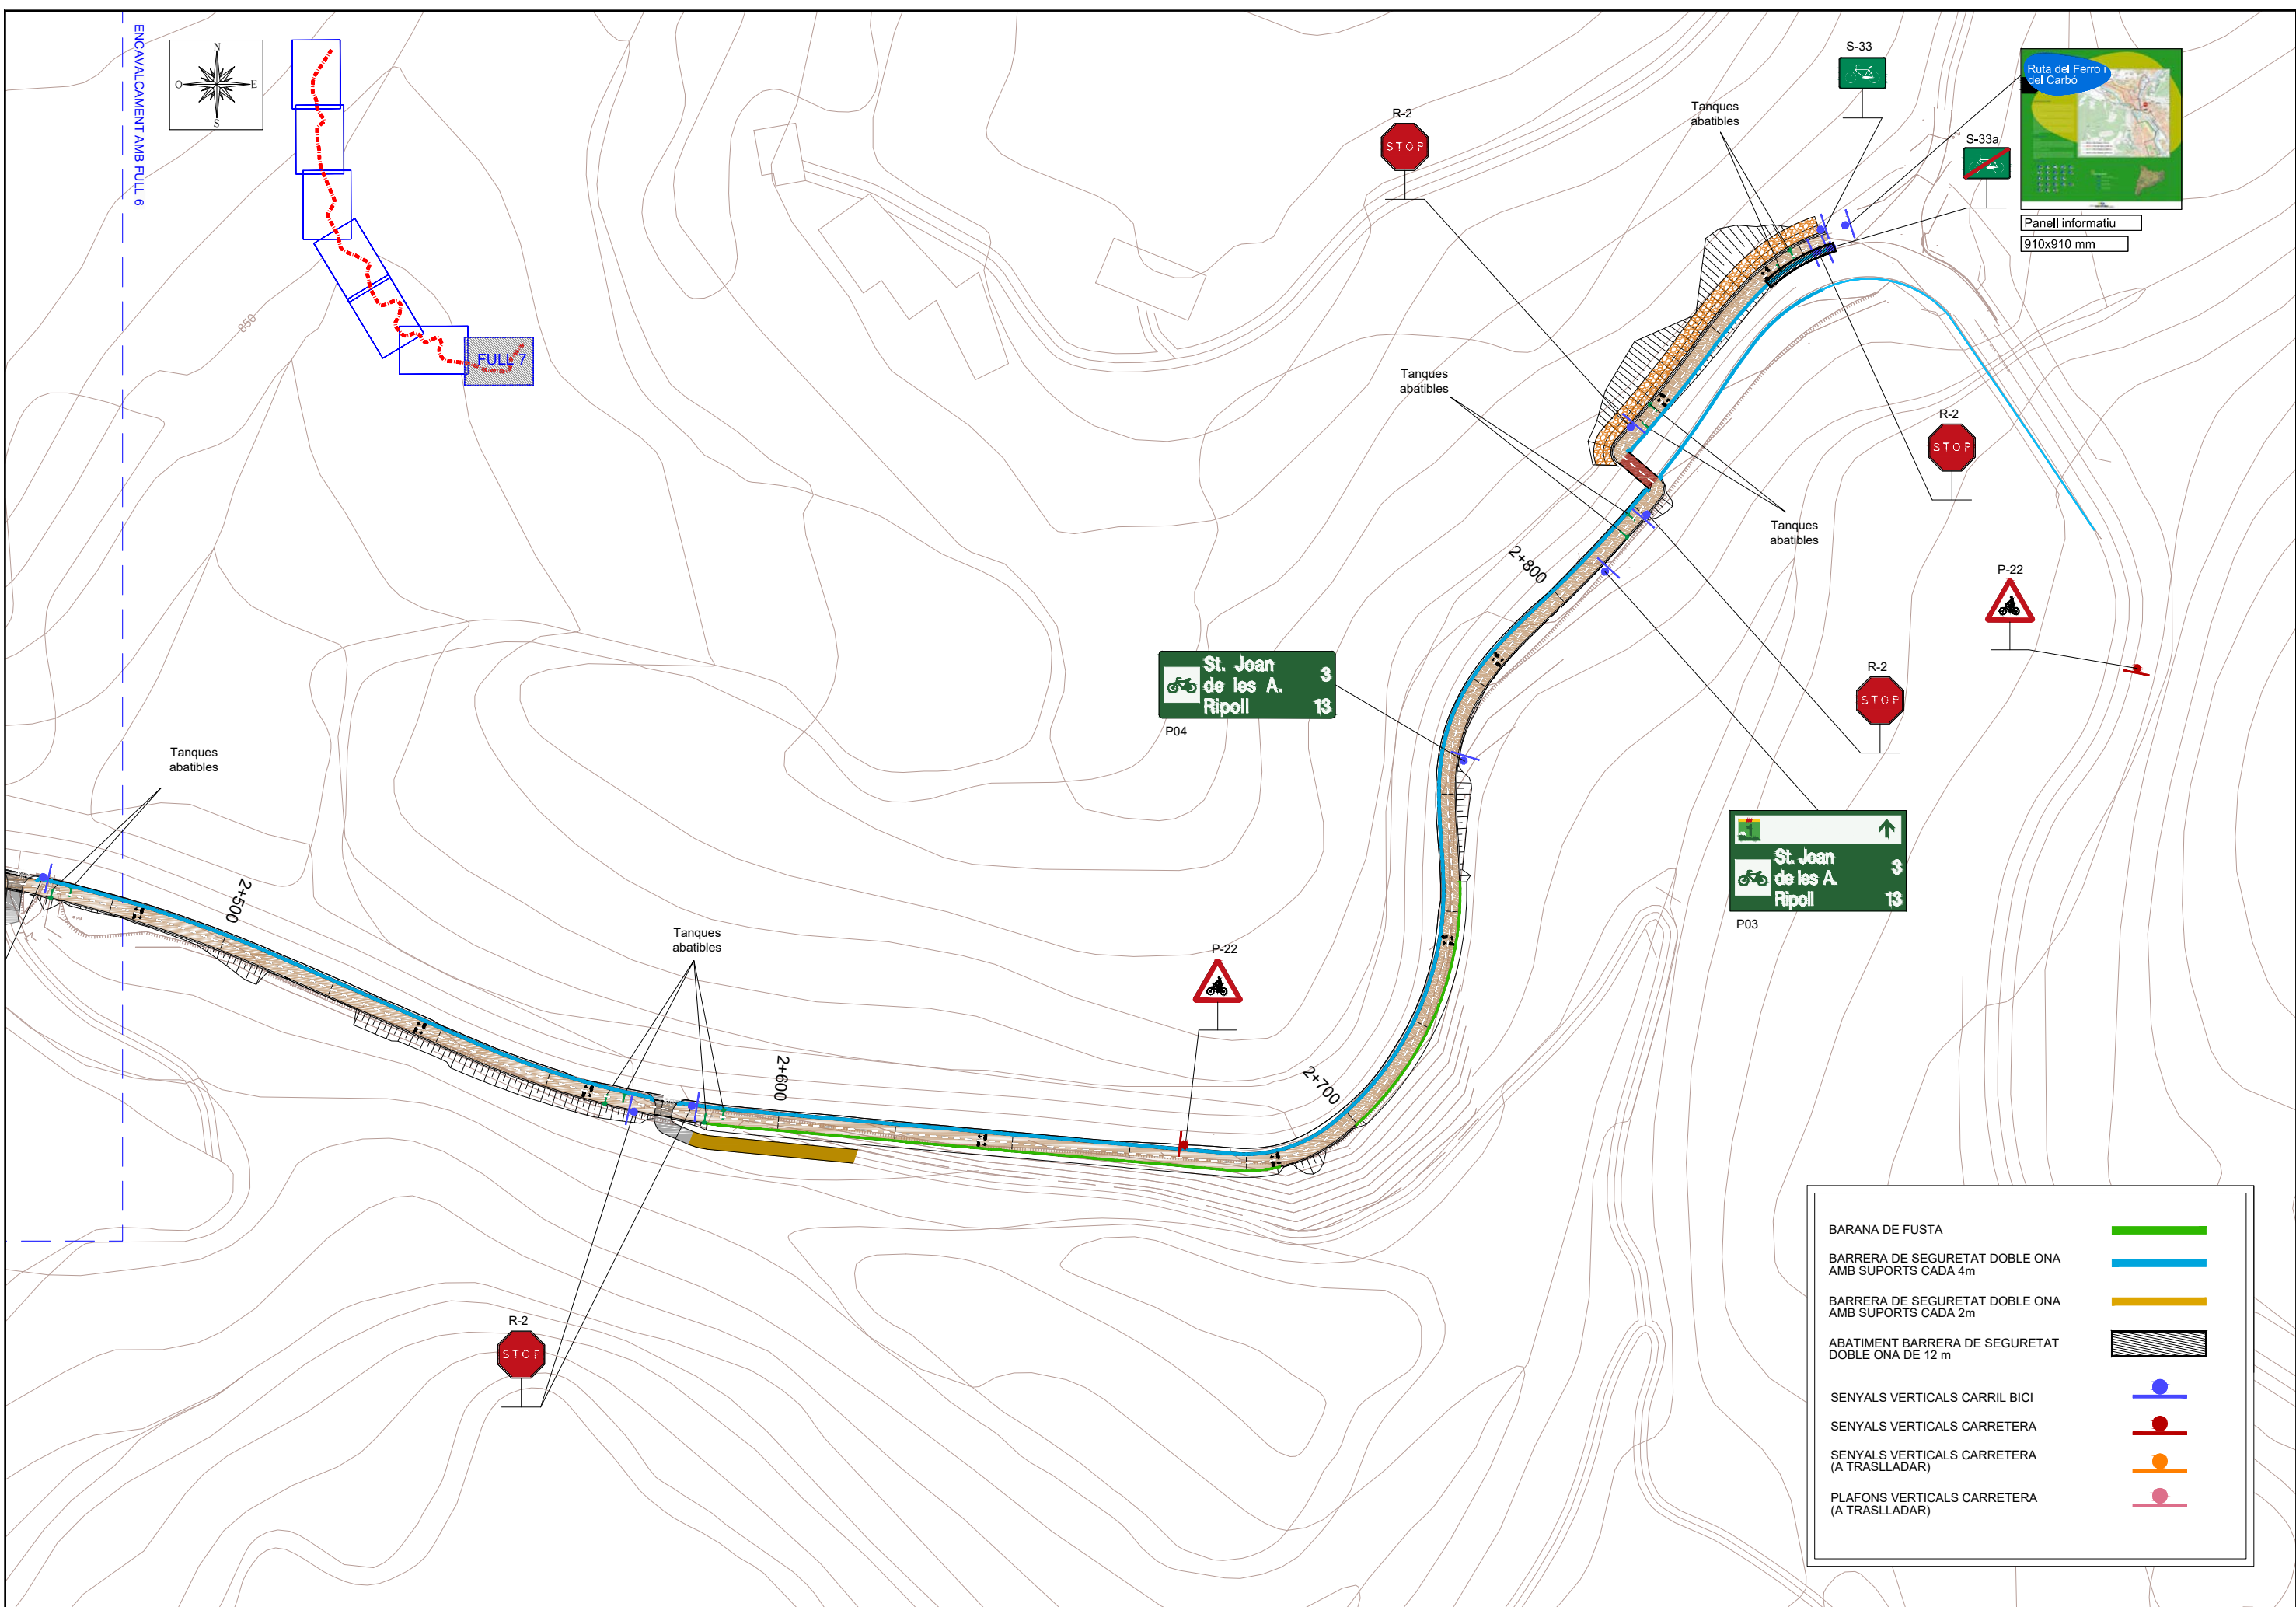 ENCAVALCAMENT AMB FULL 6
N
O
E
S
FULL 7
850
R-2
STOP
Tanques
abatibles
S-33
S-33a
Ruta del Ferro i
del Carbó
Panell informatiu
910x910 mm
Tanques
abatibles
R-2
STOP
Tanques
abatibles
2+800
P-22
St. Joan
de les A. 3
Ripoll 13
P04
R-2
STOP
Tanques
abatibles
1
St. Joan
de les A. 3
Ripoll 13
P03
2+500
Tanques
abatibles
P-22
2+600
2+700
R-2
STOP
BARANA DE FUSTA
BARRERA DE SEGURETAT DOBLE ONA
AMB SUPORTS CADA 4m
BARRERA DE SEGURETAT DOBLE ONA
AMB SUPORTS CADA 2m
ABATIMENT BARRERA DE SEGURETAT
DOBLE ONA DE 12 m
SENYALS VERTICALS CARRIL BICI
SENYALS VERTICALS CARRETERA
SENYALS VERTICALS CARRETERA
(A TRASLLADAR)
PLAFONS VERTICALS CARRETERA
(A TRASLLADAR)